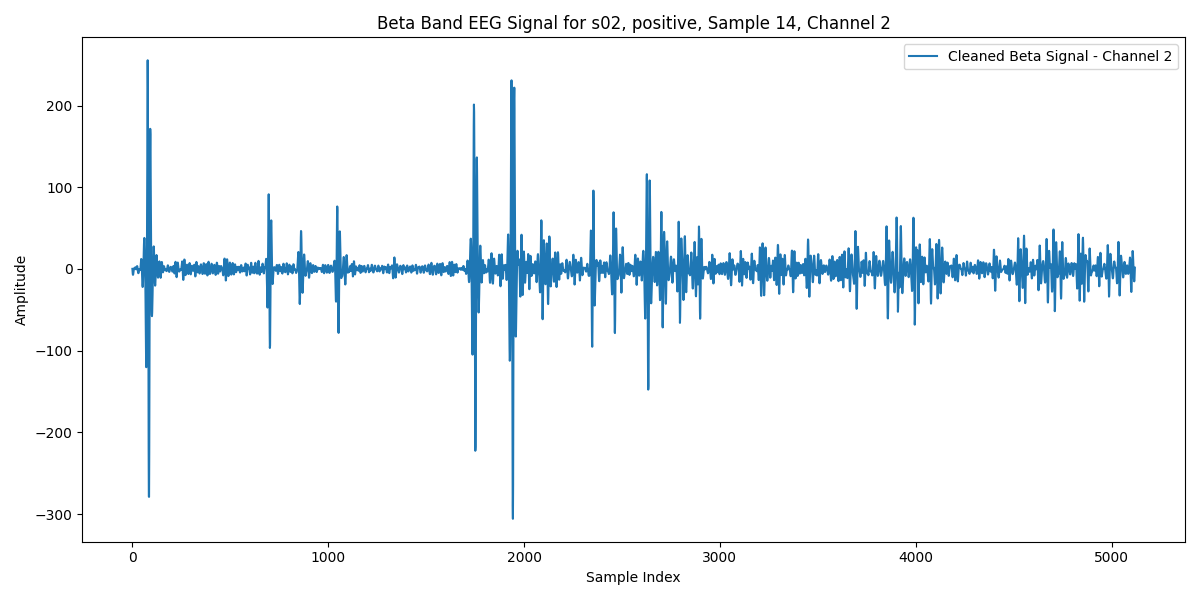 Beta Band EEG Signal for s02, positive, Sample 14, Channel 2
Cleaned Beta Signal - Channel 2
Amplitude
200
100
0
−100
−200
−300
0 1000 2000 3000 4000 5000
Sample Index